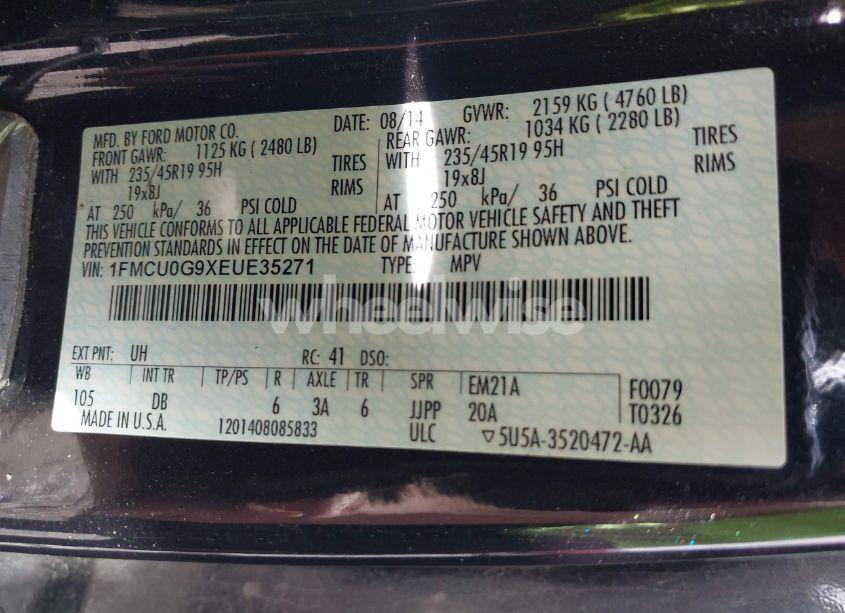 MFD. BY FORD MOTOR CO.
DATE: 08/14 GVWR: 2159 KG ( 4760 LB)
FRONT GAWR: 1125 KG ( 2480 LB)
REAR GAWR: 1034 KG ( 2280 LB)
WITH 235/45R19 95H TIRES
WITH 235/45R19 95H TIRES
19x8J RIMS
19x8J RIMS
AT 250 kPa/ 36 PSI COLD
AT 250 kPa/ 36 PSI COLD
THIS VEHICLE CONFORMS TO ALL APPLICABLE FEDERAL MOTOR VEHICLE SAFETY AND THEFT
PREVENTION STANDARDS IN EFFECT ON THE DATE OF MANUFACTURE SHOWN ABOVE.
VIN: 1FMCU0G9XEUE35271 TYPE: MPV
wheelwise
EXT PNT: UH RC: 41 DSO:
WB INT TR TP/PS R AXLE TR SPR EM21A F0079
105 DB 6 3A 6 JJPP 20A T0326
MADE IN U.S.A. 1201408085833 ULC ▽5U5A-3520472-AA